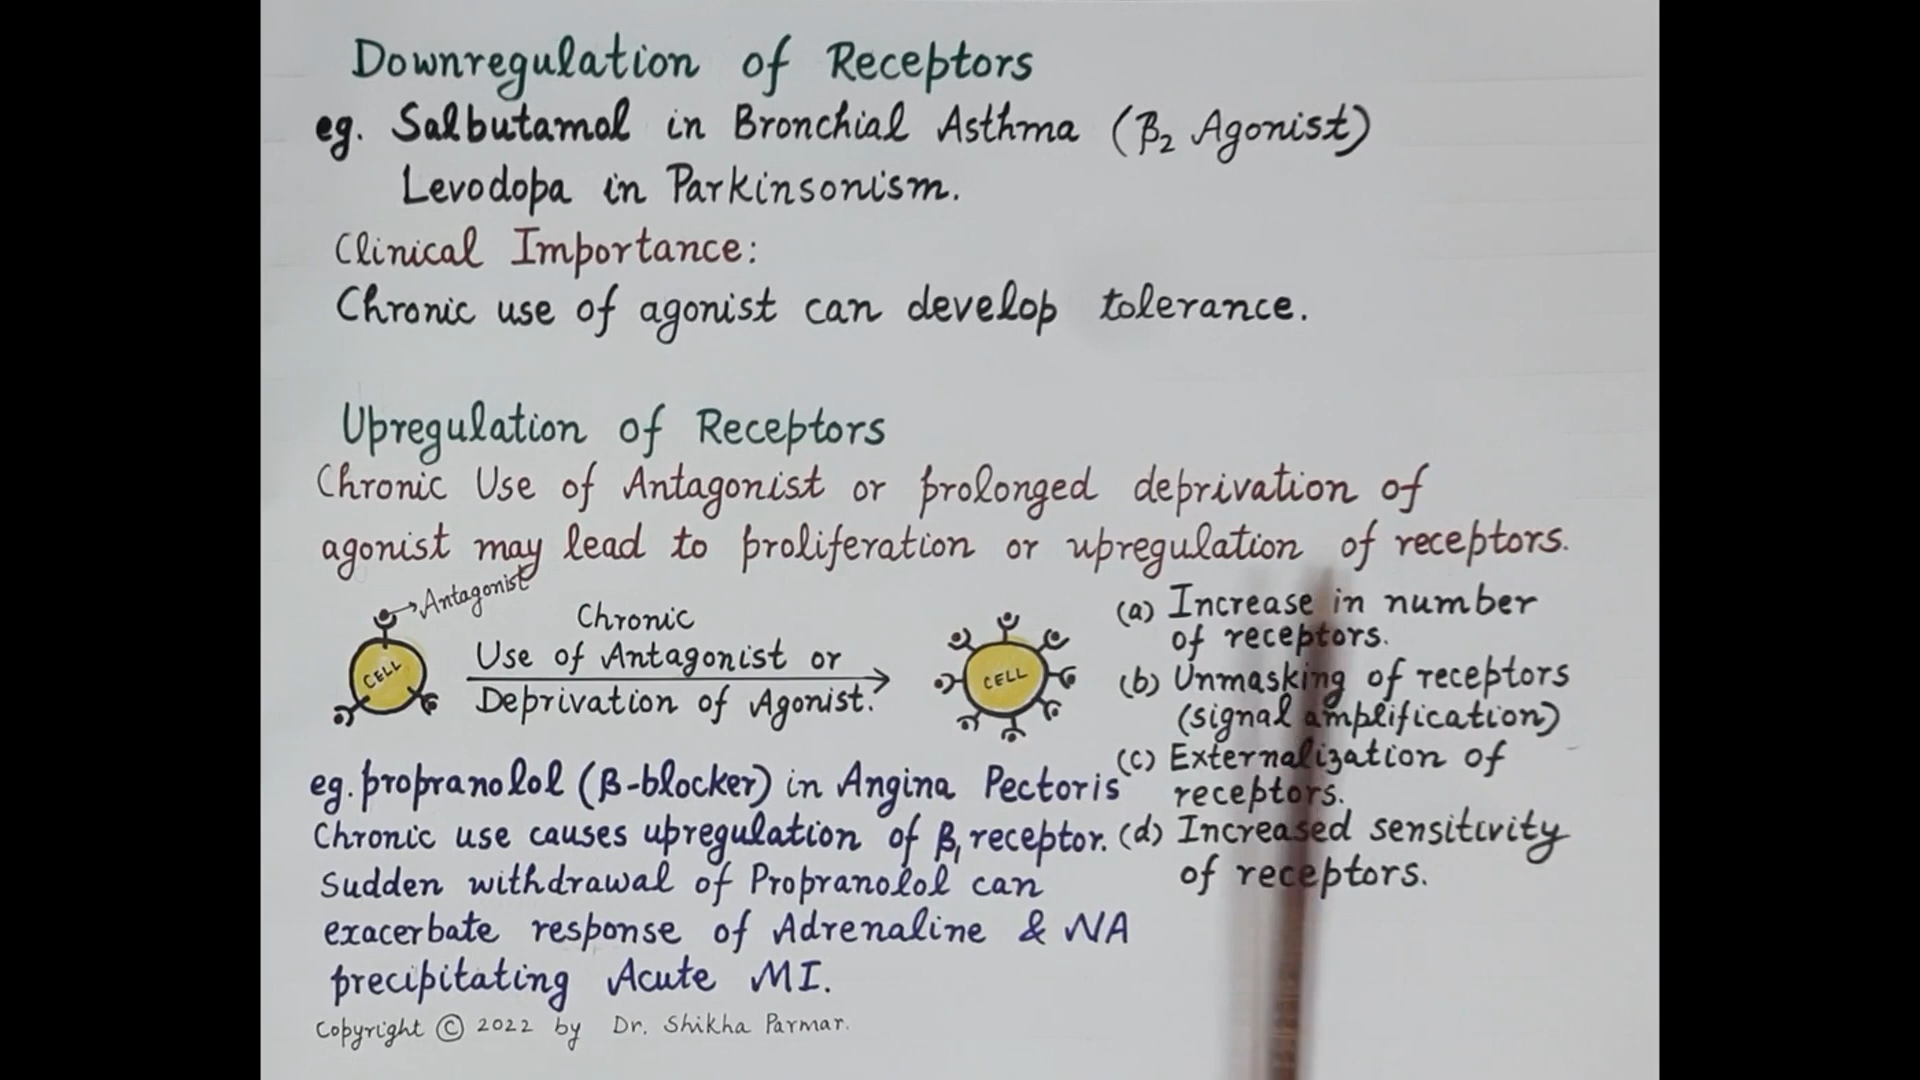 Downregulation of Receptors
eg. Salbutamol in Bronchial Asthma (β₂ Agonist)
Levodopa in Parkinsonism.
Clinical Importance:
Chronic use of agonist can develop tolerance.
Upregulation of Receptors
Chronic Use of Antagonist or prolonged deprivation of
agonist may lead to proliferation or upregulation of receptors.
Antagonist
CELL
Chronic
Use of Antagonist or
Deprivation of Agonist.
CELL
(a) Increase in number
of receptors.
(b) Unmasking of receptors
(signal amplification)
(c) Externalization of
receptors.
(d) Increased sensitivity
of receptors.
eg. propranolol (β-blocker) in Angina Pectoris
Chronic use causes upregulation of β₁ receptor.
Sudden withdrawal of Propranolol can
exacerbate response of Adrenaline & NA
precipitating Acute MI.
Copyright © 2022 by Dr. Shikha Parmar.